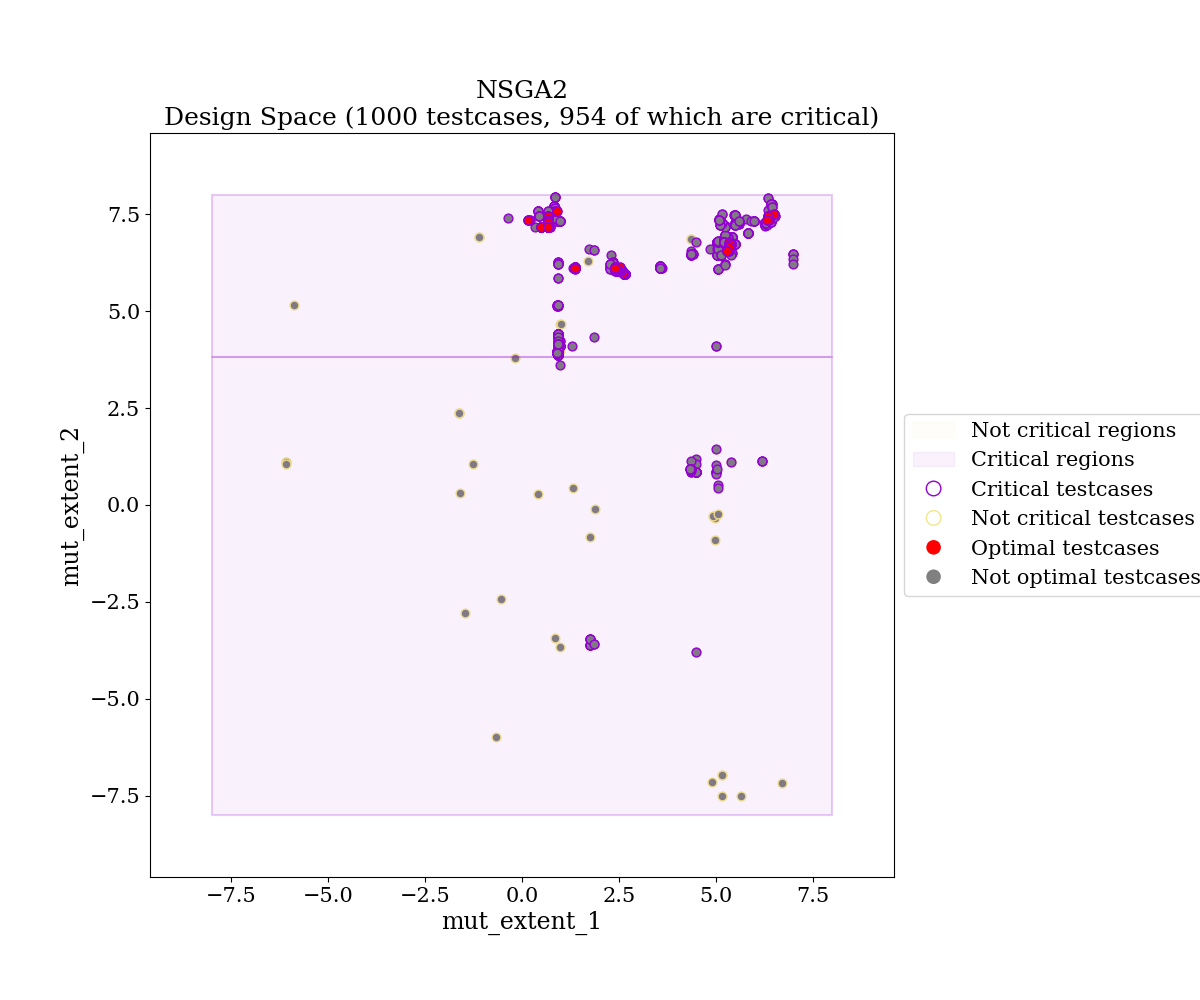 NSGA2
Design Space (1000 testcases, 954 of which are critical)
7.5
5.0
2.5
0.0
−2.5
−5.0
−7.5
mut_extent_2
−7.5
−5.0
−2.5
0.0
2.5
5.0
7.5
mut_extent_1
Not critical regions
Critical regions
Critical testcases
Not critical testcases
Optimal testcases
Not optimal testcases